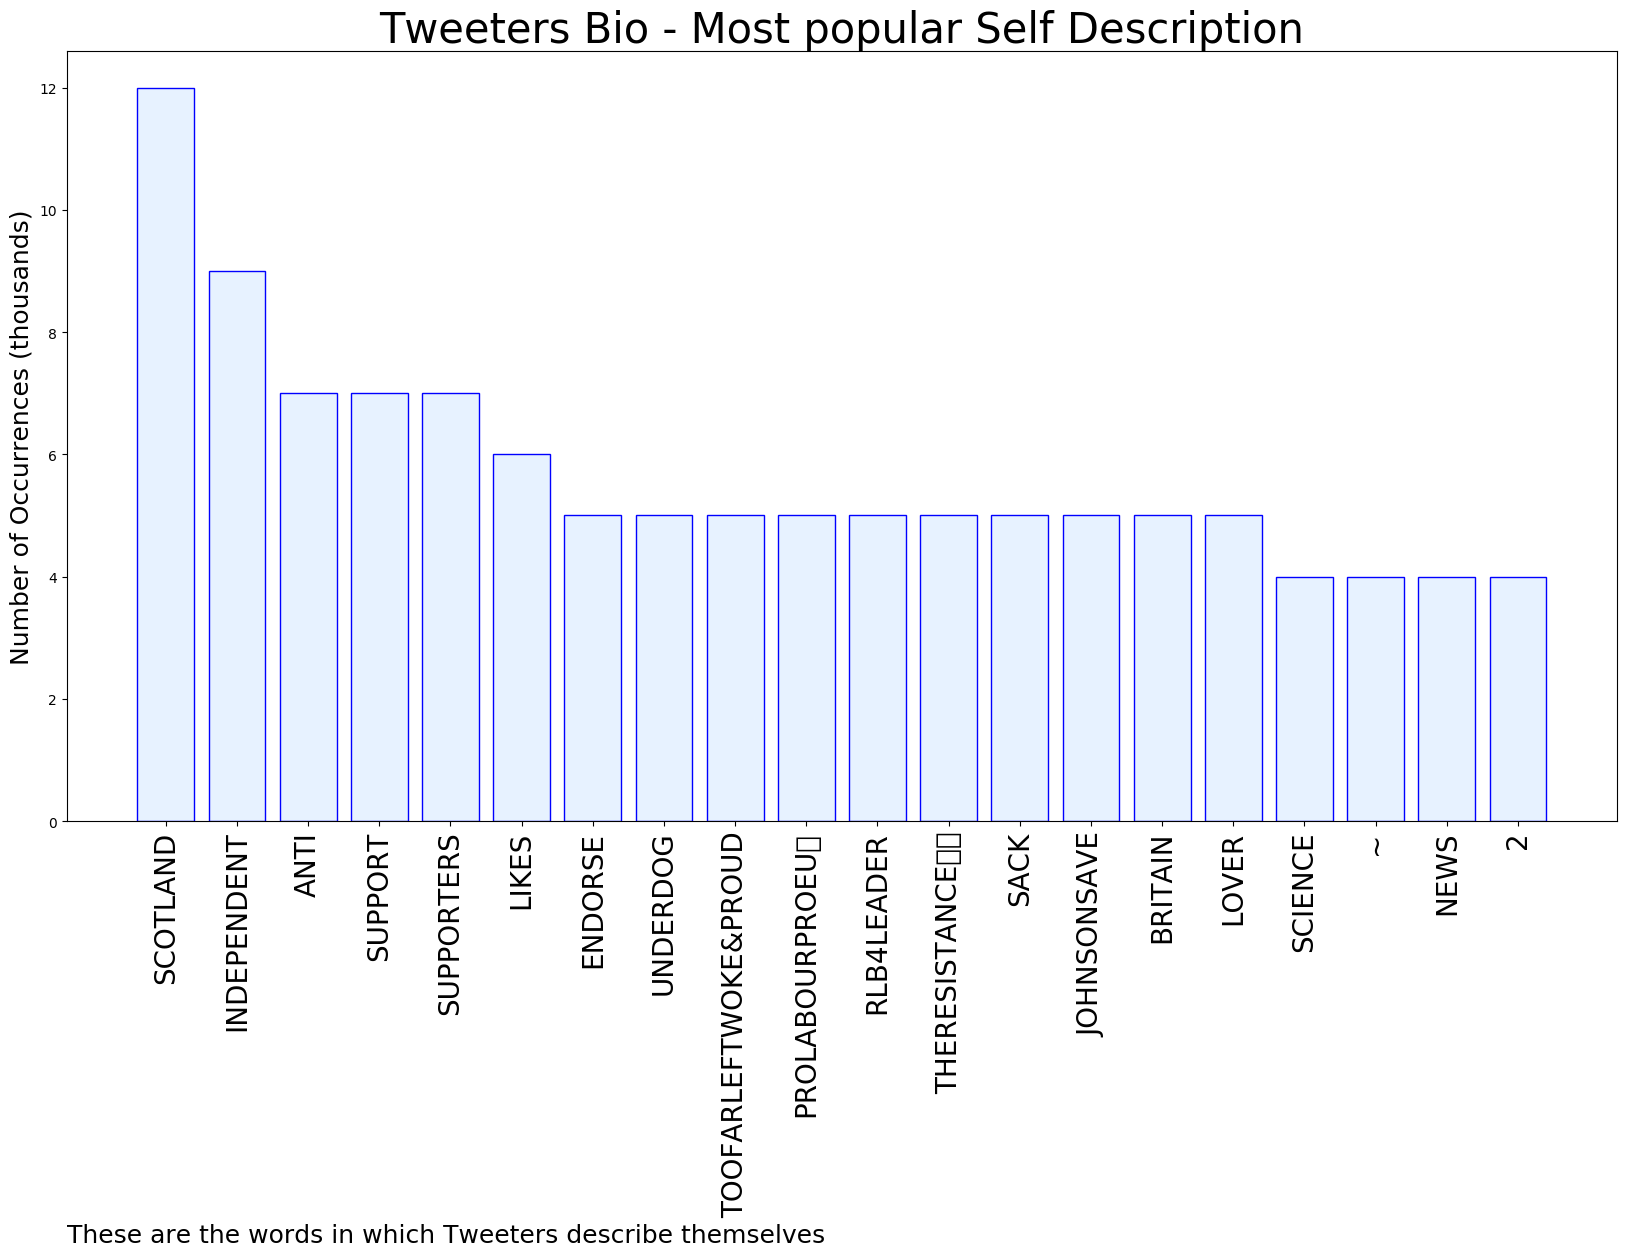 Tweeters Bio - Most popular Self Description
Number of Occurrences (thousands)
12
10
8
6
4
2
0
SCOTLAND
INDEPENDENT
ANTI
SUPPORT
SUPPORTERS
LIKES
ENDORSE
UNDERDOG
TOOFARLEFTWOKE&PROUD
PROLABOURPROEU▯
RLB4LEADER
THERESISTANCE▯▯
SACK
JOHNSONSAVE
BRITAIN
LOVER
SCIENCE
~
NEWS
2
These are the words in which Tweeters describe themselves